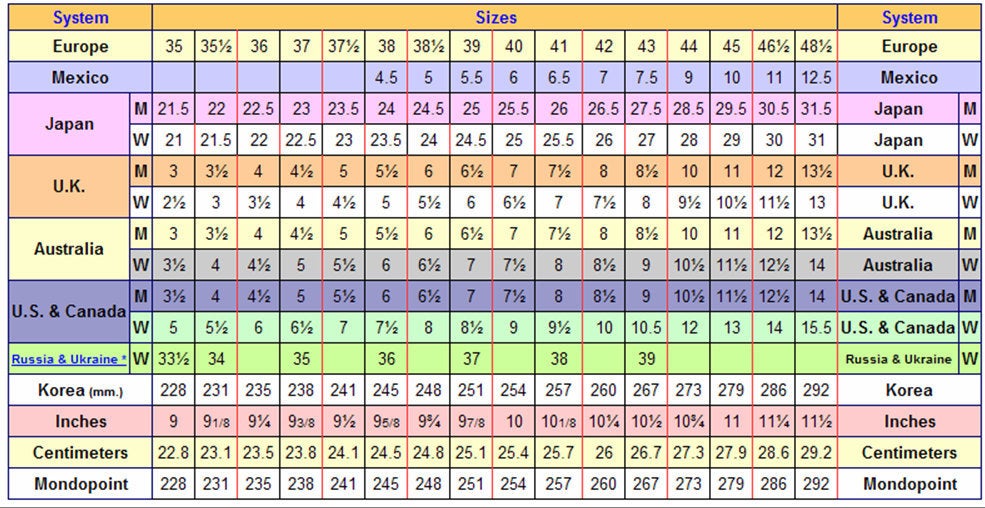 System Sizes System
Europe 35 35½ 36 37 37½ 38 38½ 39 40 41 42 43 44 45 46½ 48½ Europe
Mexico 4.5 5 5.5 6 6.5 7 7.5 9 10 11 12.5 Mexico
Japan M 21.5 22 22.5 23 23.5 24 24.5 25 25.5 26 26.5 27.5 28.5 29.5 30.5 31.5 Japan M
W 21 21.5 22 22.5 23 23.5 24 24.5 25 25.5 26 27 28 29 30 31 Japan W
U.K. M 3 3½ 4 4½ 5 5½ 6 6½ 7 7½ 8 8½ 10 11 12 13½ U.K. M
W 2½ 3 3½ 4 4½ 5 5½ 6 6½ 7 7½ 8 9½ 10½ 11½ 13 U.K. W
Australia M 3 3½ 4 4½ 5 5½ 6 6½ 7 7½ 8 8½ 10 11 12 13½ Australia M
W 3½ 4 4½ 5 5½ 6 6½ 7 7½ 8 8½ 9 10½ 11½ 12½ 14 Australia W
U.S. & Canada M 3½ 4 4½ 5 5½ 6 6½ 7 7½ 8 8½ 9 10½ 11½ 12½ 14 U.S. & Canada M
W 5 5½ 6 6½ 7 7½ 8 8½ 9 9½ 10 10.5 12 13 14 15.5 U.S. & Canada W
Russia & Ukraine * W 33½ 34 35 36 37 38 39 Russia & Ukraine W
Korea (mm.) 228 231 235 238 241 245 248 251 254 257 260 267 273 279 286 292 Korea
Inches 9 91/8 9¼ 93/8 9½ 95/8 9¾ 97/8 10 101/8 10¼ 10½ 10¾ 11 11¼ 11½ Inches
Centimeters 22.8 23.1 23.5 23.8 24.1 24.5 24.8 25.1 25.4 25.7 26 26.7 27.3 27.9 28.6 29.2 Centimeters
Mondopoint 228 231 235 238 241 245 248 251 254 257 260 267 273 279 286 292 Mondopoint